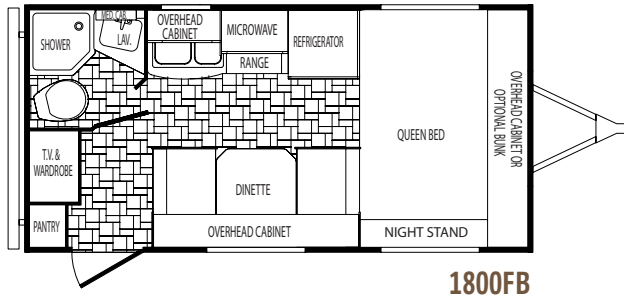 MED. CAB.
SHOWER
LAV.
OVERHEAD
CABINET
MICROWAVE
REFRIGERATOR
RANGE
QUEEN BED
OVERHEAD CABINET OR
OPTIONAL BUNK
T.V. &
WARDROBE
DINETTE
PANTRY
OVERHEAD CABINET
NIGHT STAND
1800FB